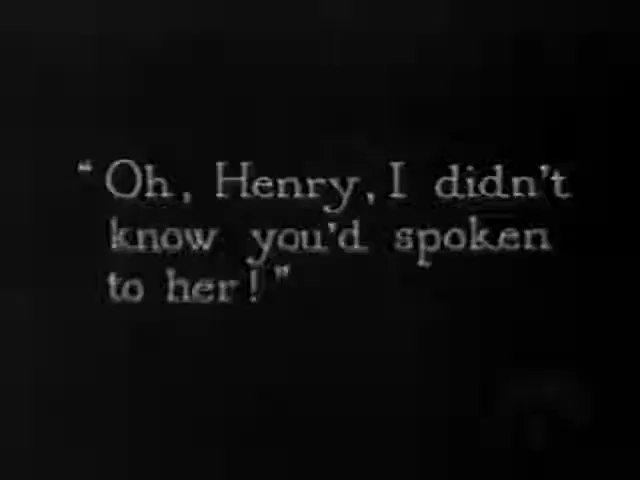 “Oh, Henry, I didn't
know you'd spoken
to her!”